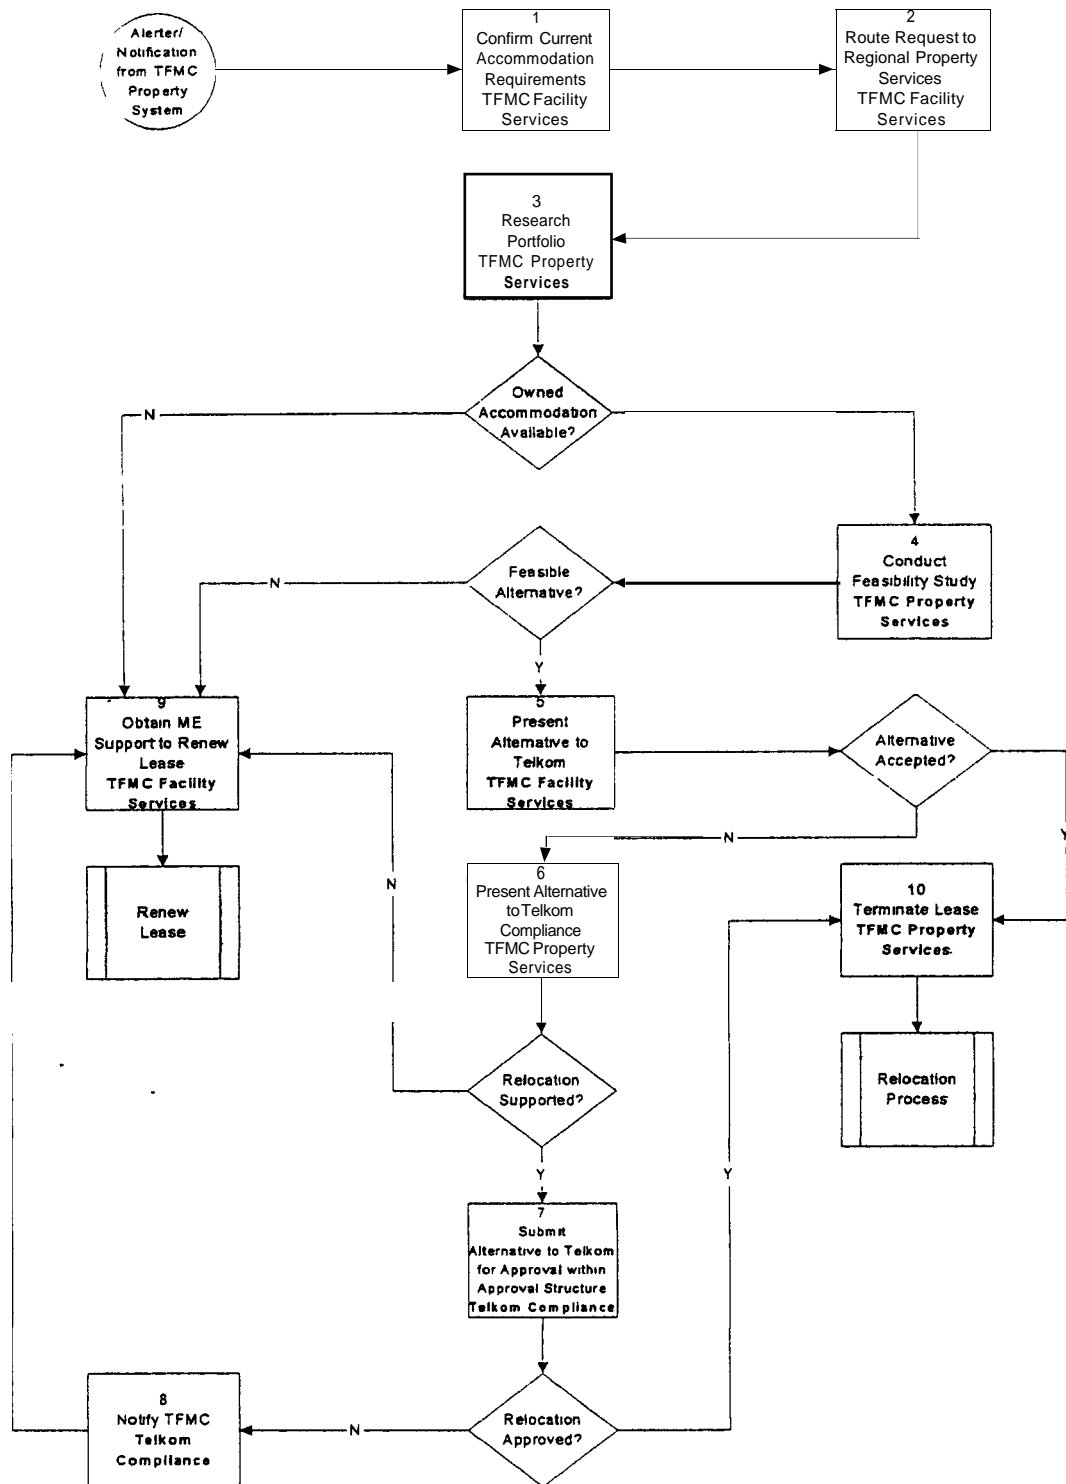 Alerter/
Notification
from TFMC
Property
System
1
Confirm Current
Accommodation
Requirements
TFMC Facility
Services
2
Route Request to
Regional Property
Services
TFMC Facility
Services
3
Research
Portfolio
TFMC Property
Services
Owned
Accommodation
Available?
N
4
Conduct
Feasibility Study
TFMC Property
Services
Feasible
Alternative?
N
Y
9
Obtain ME
Support to Renew
Lease
TFMC Facility
Services
5
Present
Alternative to
Telkom
TFMC Facility
Services
Alternative
Accepted?
N
Y
Renew
Lease
N
6
Present Alternative
to Telkom
Compliance
TFMC Property
Services
10
Terminate Lease
TFMC Property
Services
Relocation
Supported?
Relocation
Process
Y
Y
7
Submit
Alternative to Telkom
for Approval within
Approval Structure
Telkom Compliance
8
Notify TFMC
Telkom
Compliance
N
Relocation
Approved?